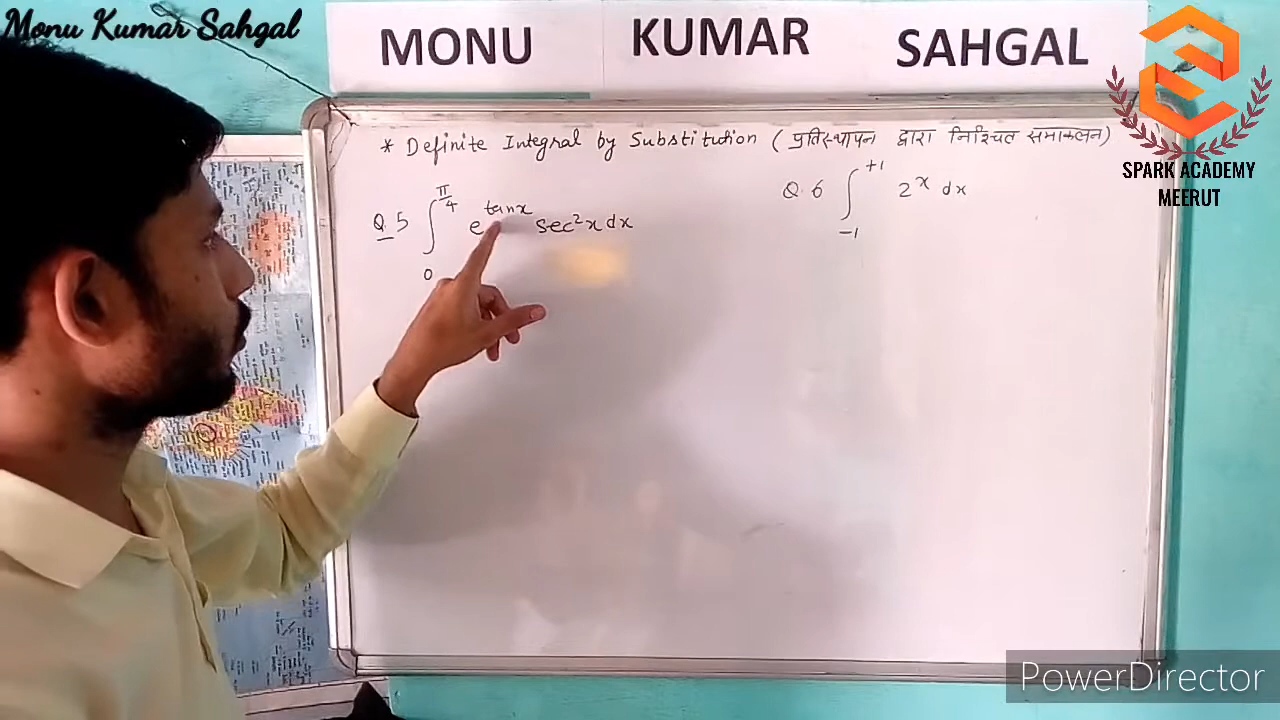 Monu Kumar Sahgal
MONU KUMAR SAHGAL
SPARK ACADEMY
MEERUT
* Definite Integral by Substitution ( प्रतिस्थापन द्वारा निश्चित समाकलन)
Q. 5 ∫₀^{π/4} e^{tanx} sec²x dx
Q. 6 ∫₋₁^{+1} 2^x dx
PowerDirector